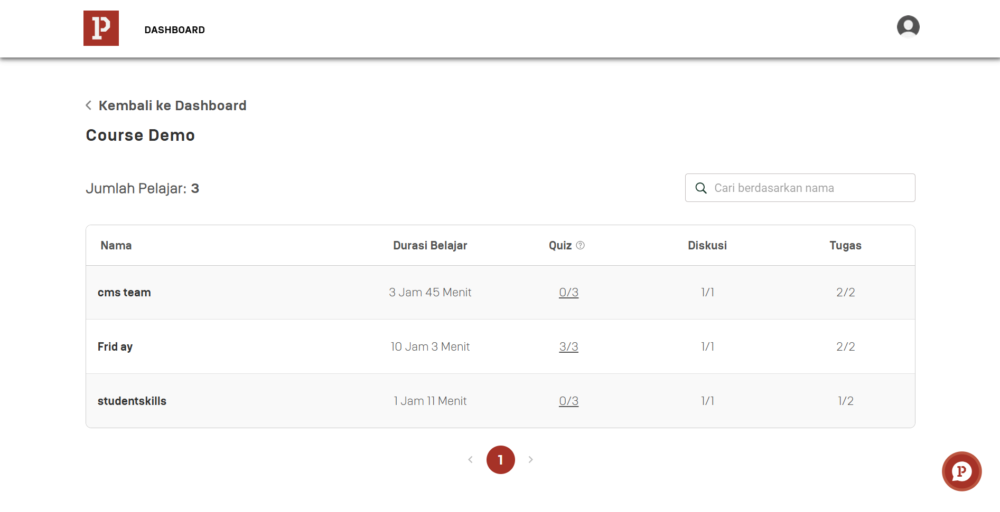 P DASHBOARD
Kembali ke Dashboard
Course Demo
Jumlah Pelajar: 3
Cari berdasarkan nama
Nama Durasi Belajar Quiz ? Diskusi Tugas
cms team 3 Jam 45 Menit 0/3 1/1 2/2
Frid ay 10 Jam 3 Menit 3/3 1/1 2/2
studentskills 1 Jam 11 Menit 0/3 1/1 1/2
1
P